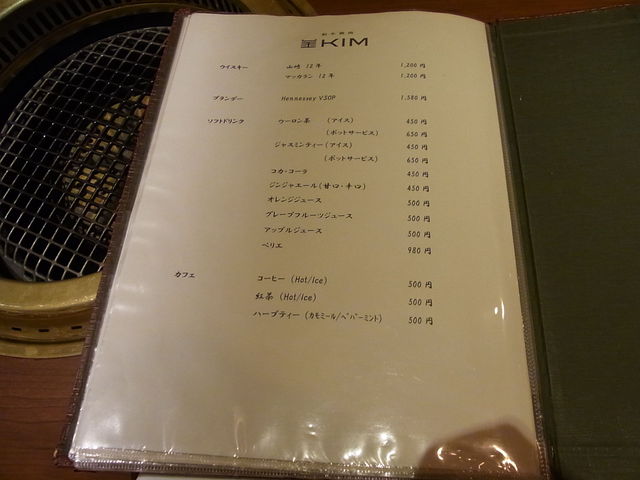 KIM
ウイスキー 山崎 12年 1,200 円
マッカラン 12年 1,200 円
ブランデー Hennessey VSOP 1,580 円
ソフトドリンク ウーロン茶 (アイス) 450 円
(ポットサービス) 650 円
ジャスミンティー (アイス) 450 円
(ポットサービス) 650 円
コカ・コーラ 450 円
ジンジャエール (甘口・辛口) 450 円
オレンジジュース 500 円
グレープフルーツジュース 500 円
アップルジュース 500 円
ペリエ 980 円
カフェ コーヒー (Hot/Ice) 500 円
紅茶 (Hot/Ice) 500 円
ハーブティー (カモミール/ペパーミント) 500 円